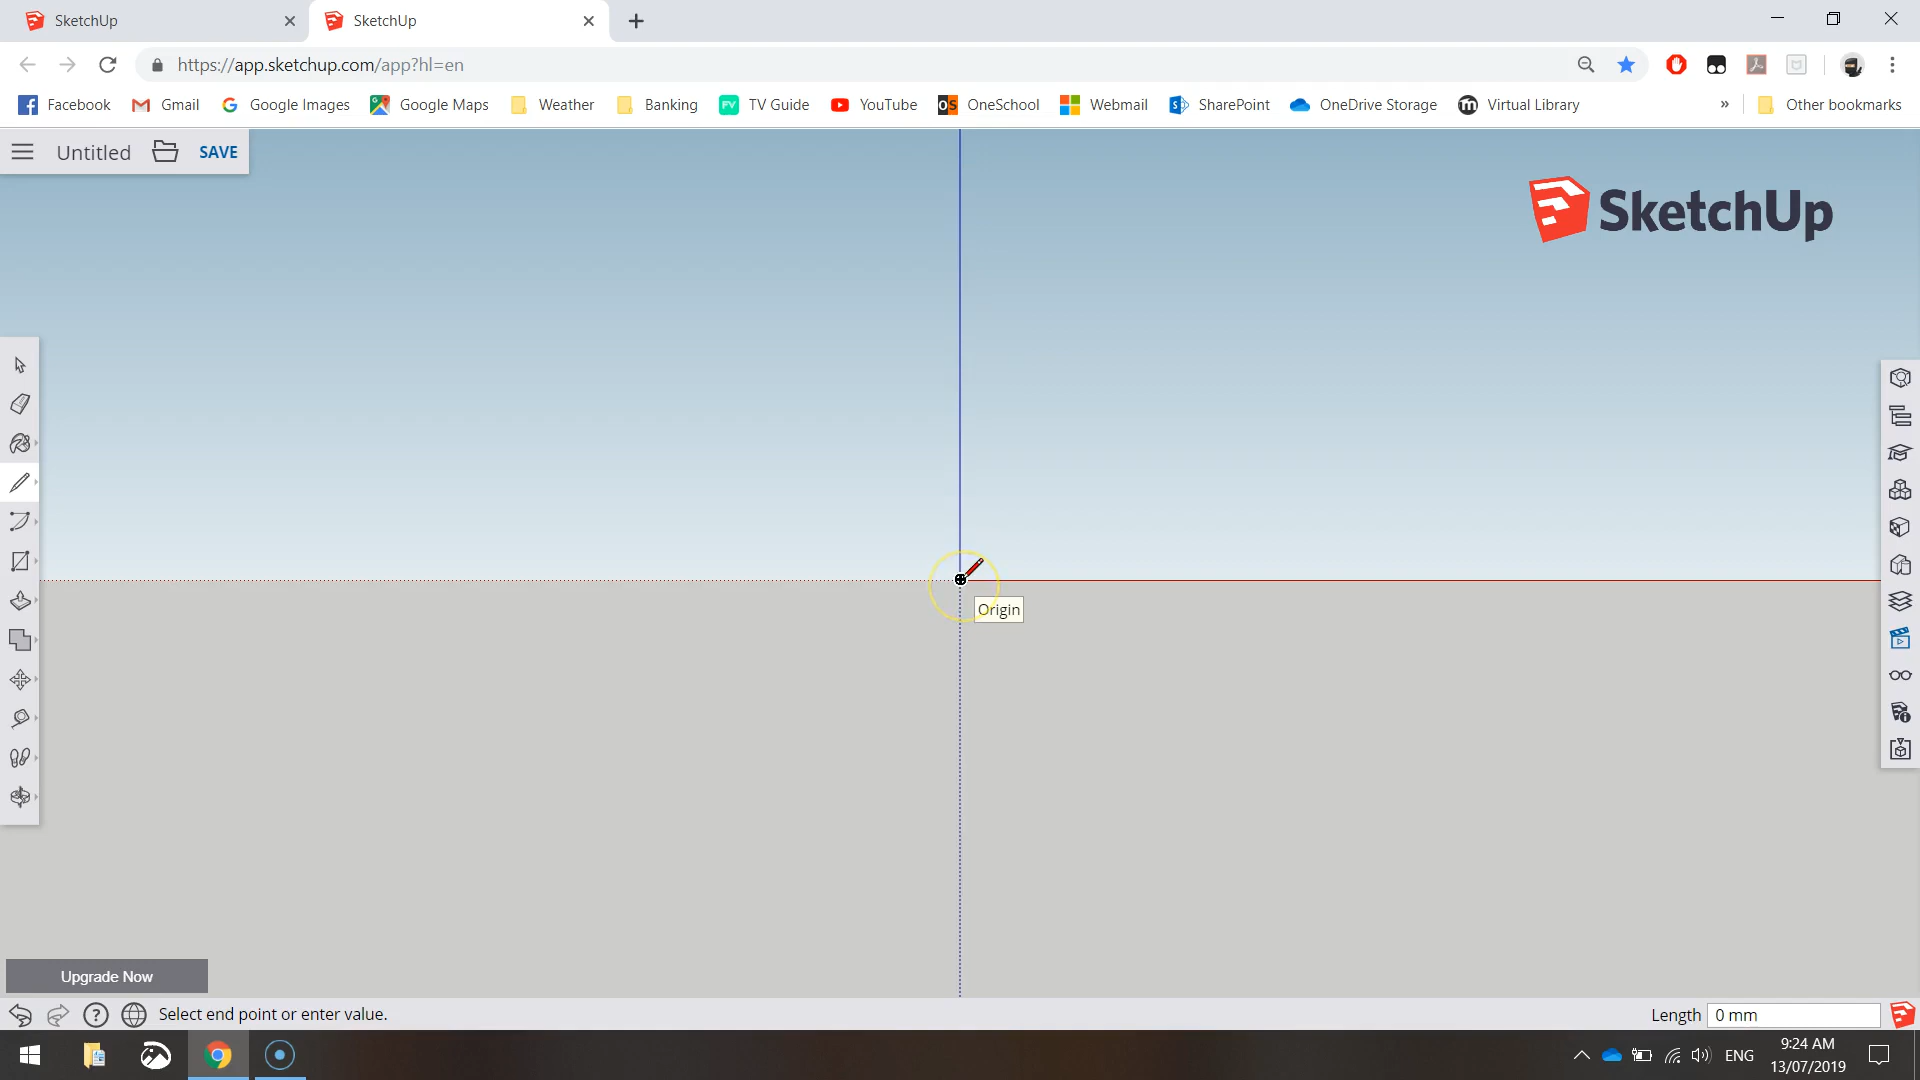 SketchUp
SketchUp
https://app.sketchup.com/app?hl=en
Facebook
Gmail
Google Images
Google Maps
Weather
Banking
TV Guide
YouTube
OneSchool
Webmail
SharePoint
OneDrive Storage
Virtual Library
»
Other bookmarks
Untitled
SAVE
SketchUp
Origin
Upgrade Now
Select end point or enter value.
Length 0 mm
ENG
9:24 AM
13/07/2019